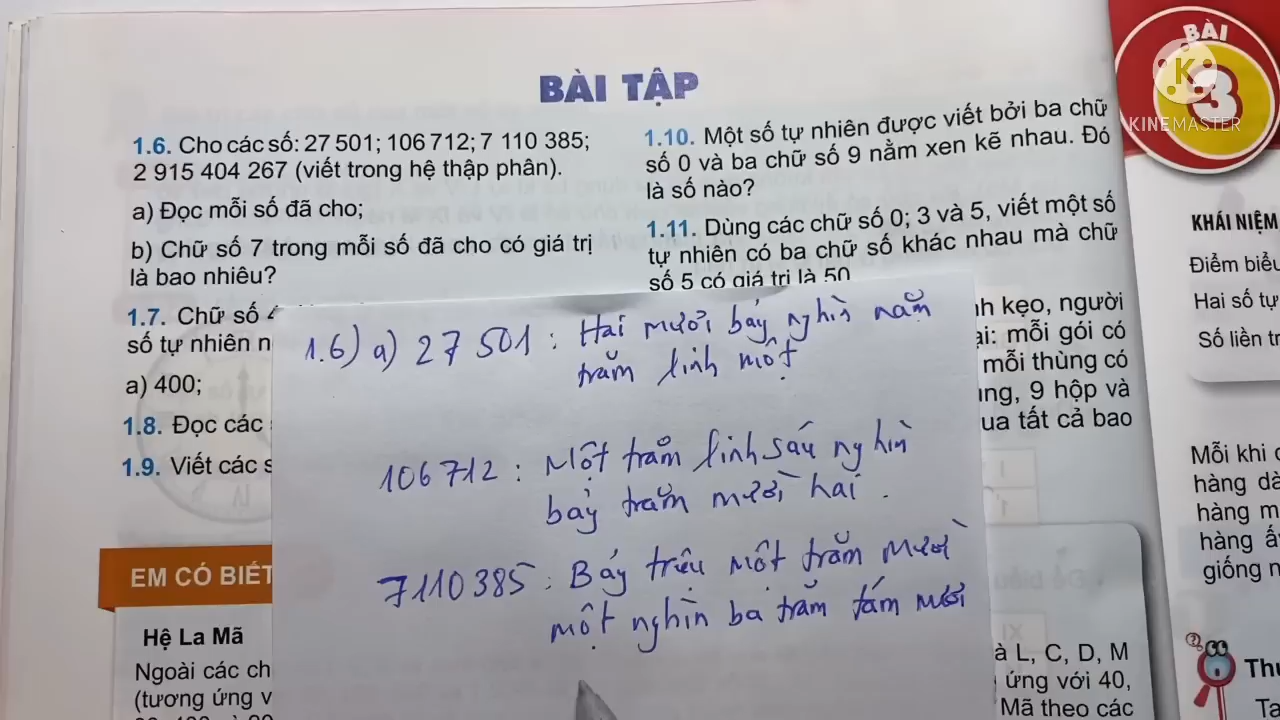 BÀI TẬP
1.6. Cho các số: 27 501; 106 712; 7 110 385;
2 915 404 267 (viết trong hệ thập phân).
a) Đọc mỗi số đã cho;
b) Chữ số 7 trong mỗi số đã cho có giá trị
là bao nhiêu?
1.7. Chữ số 4
số tự nhiên n
a) 400;
1.8. Đọc các
1.9. Viết các s
EM CÓ BIẾT
Hệ La Mã
Ngoài các ch
(tương ứng v
1.10. Một số tự nhiên được viết bởi ba chữ
số 0 và ba chữ số 9 nằm xen kẽ nhau. Đó
là số nào?
1.11. Dùng các chữ số 0; 3 và 5, viết một số
tự nhiên có ba chữ số khác nhau mà chữ
số 5 có giá trị là 50
nh kẹo, người
ại: mỗi gói có
mỗi thùng có
ùng, 9 hộp và
ua tất cả bao
à L, C, D, M
ứng với 40,
Mã theo các
1.6) a) 27 501 : Hai mươi bảy nghìn năm
trăm linh một
106712 : Một trăm linh sáu nghìn
bảy trăm mười hai .
7110385 : Bảy triệu một trăm mười
một nghìn ba trăm tám mươi
BÀI
3
K
KINEMASTER
KHÁI NIỆM
Điểm biểu
Hai số tự
Số liền tr
Mỗi khi
hàng dà
hàng m
hàng ấ
giống n
Thu